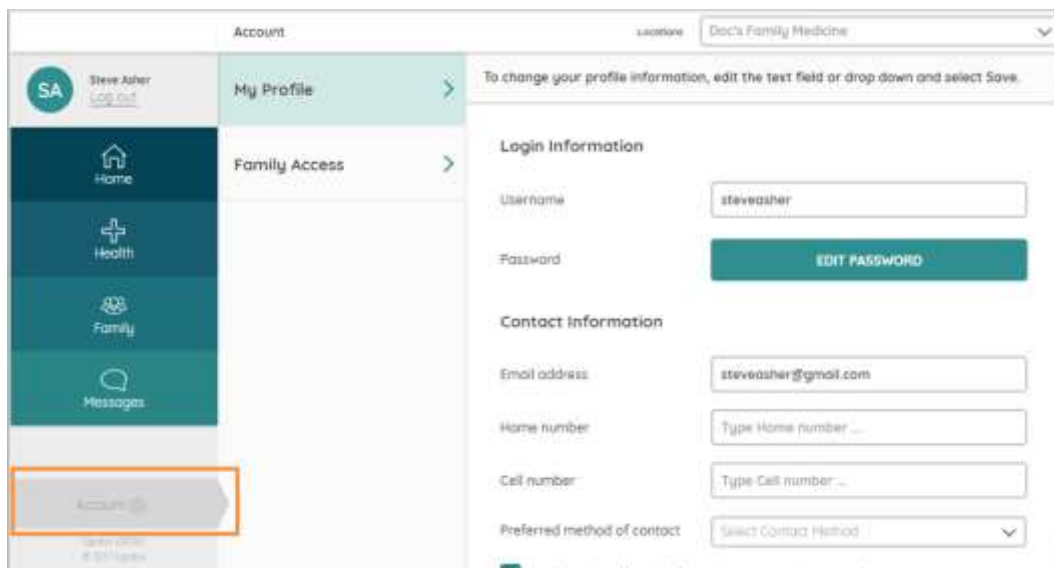 Account
Locations
Doc's Family Medicine
SA
Steve Asher
Log out
Home
Health
Family
Messages
Account
My Profile
Family Access
To change your profile information, edit the text field or drop down and select Save.
Login Information
Username
steveasher
Password
EDIT PASSWORD
Contact Information
Email address
steveasher@gmail.com
Home number
Type Home number ...
Cell number
Type Cell number ...
Preferred method of contact
Select Contact Method